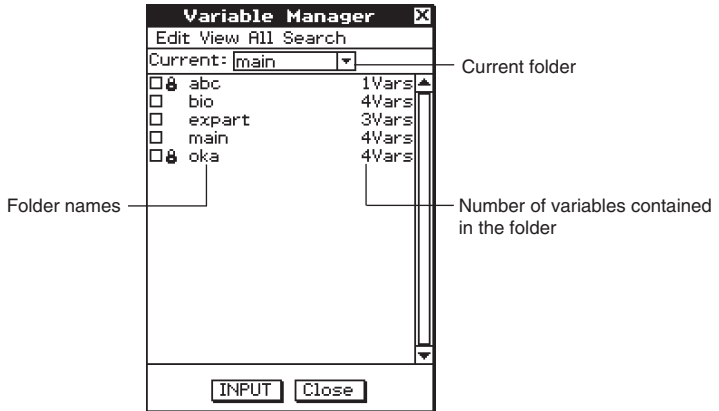 Variable Manager X
Edit View All Search
Current: main
Current folder
abc 1Vars
bio 4Vars
expart 3Vars
main 4Vars
oka 4Vars
Folder names
Number of variables contained
in the folder
INPUT Close